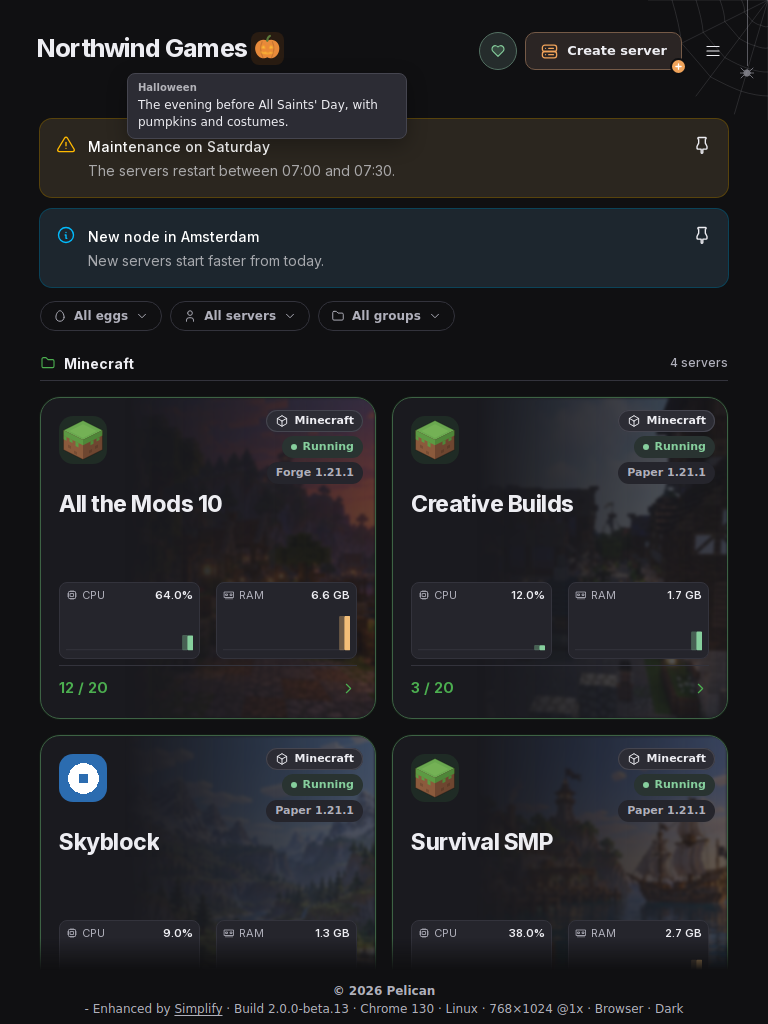 Northwind Games
Create server
Halloween
The evening before All Saints' Day, with
pumpkins and costumes.
Maintenance on Saturday
The servers restart between 07:00 and 07:30.
New node in Amsterdam
New servers start faster from today.
All eggs
All servers
All groups
Minecraft
4 servers
Minecraft
Running
Forge 1.21.1
All the Mods 10
CPU 64.0%
RAM 6.6 GB
12 / 20
Minecraft
Running
Paper 1.21.1
Creative Builds
CPU 12.0%
RAM 1.7 GB
3 / 20
Minecraft
Running
Paper 1.21.1
Skyblock
CPU 9.0%
RAM 1.3 GB
Minecraft
Running
Paper 1.21.1
Survival SMP
CPU 38.0%
RAM 2.7 GB
© 2026 Pelican
- Enhanced by Simplify · Build 2.0.0-beta.13 · Chrome 130 · Linux · 768×1024 @1x · Browser · Dark